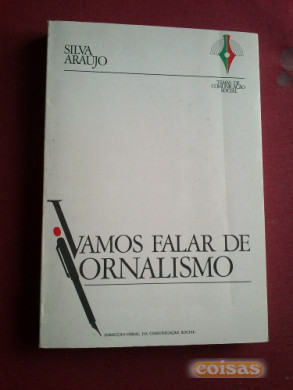 SILVA
ARAÚJO
TEMAS DE
COMUNICAÇÃO
SOCIAL
VAMOS FALAR DE
JORNALISMO
DIRECÇÃO-GERAL DA COMUNICAÇÃO SOCIAL
coisas